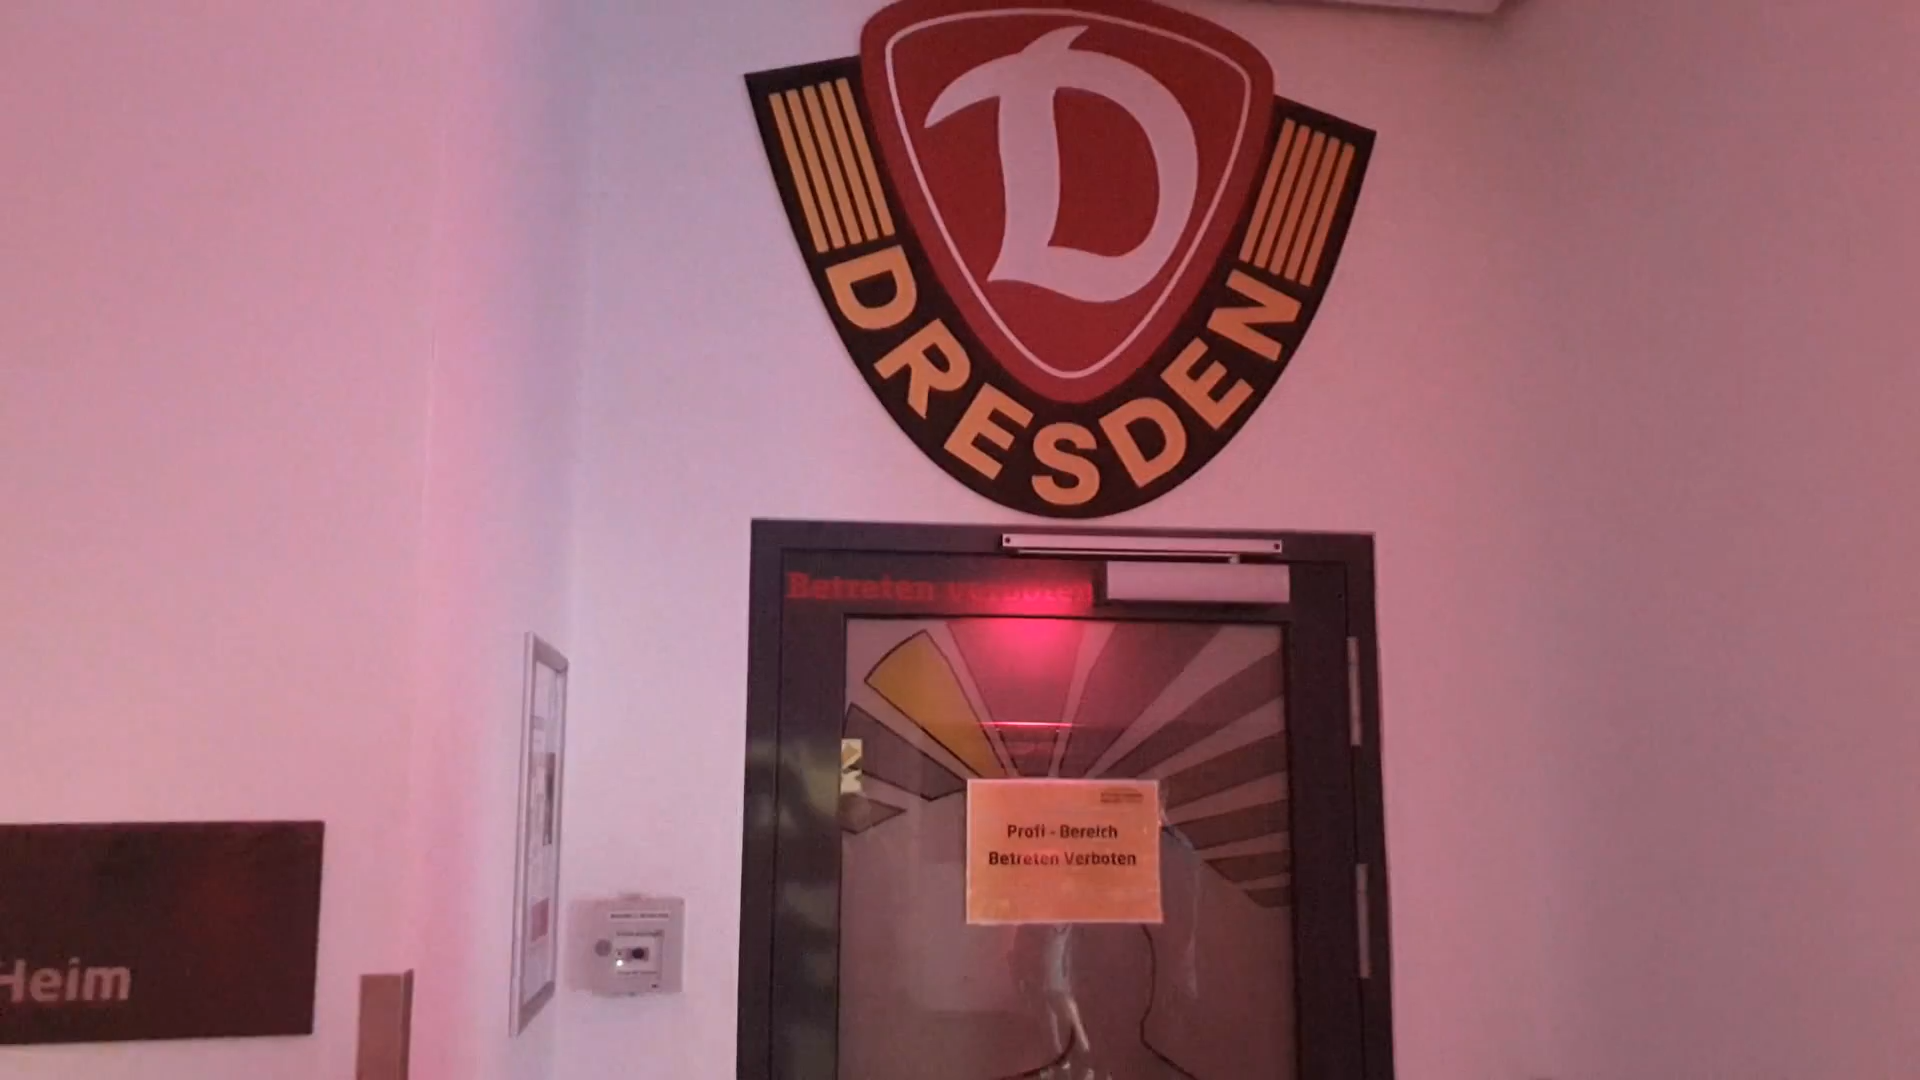 D
DRESDEN
Betreten verboten
Profi - Bereich
Betreten Verboten
Heim